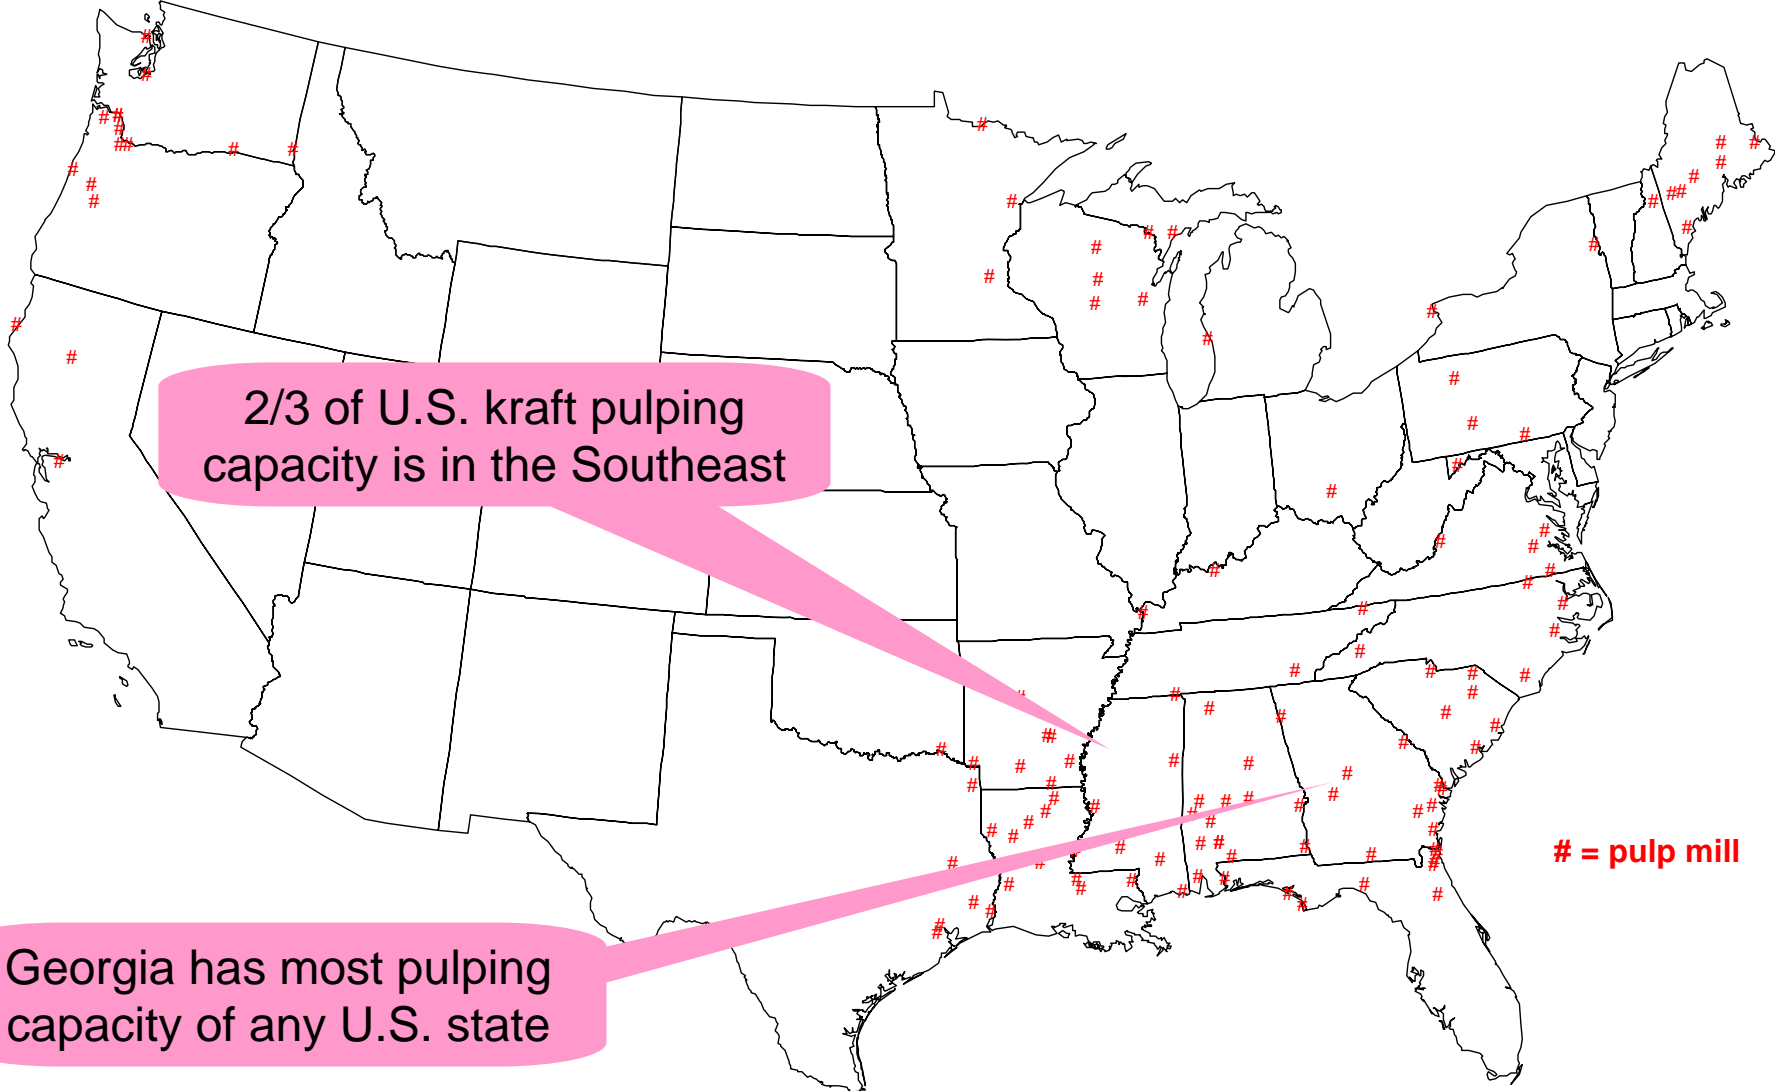 2/3 of U.S. kraft pulping
capacity is in the Southeast
# = pulp mill
Georgia has most pulping
capacity of any U.S. state